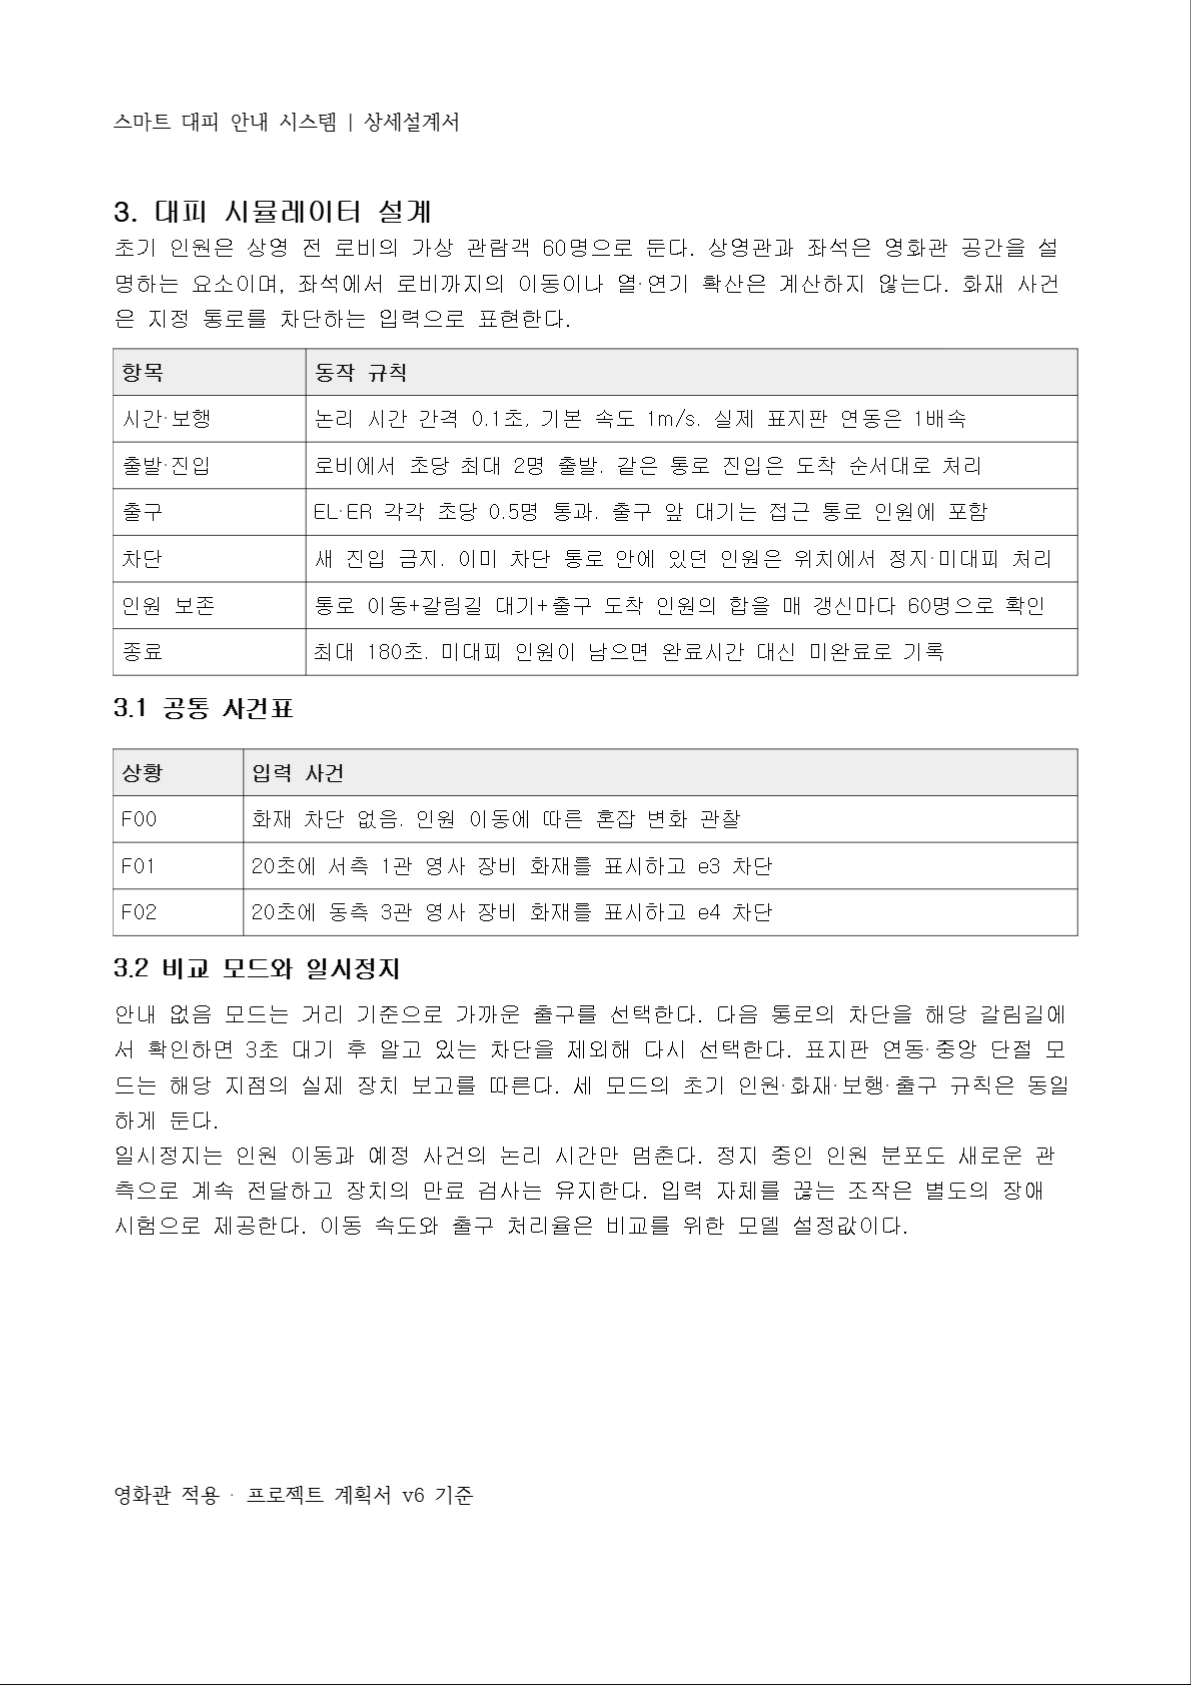 스마트 대피 안내 시스템 | 상세설계서
3. 대피 시뮬레이터 설계
초기 인원은 상영 전 로비의 가상 관람객 60명으로 둔다. 상영관과 좌석은 영화관 공간을 설
명하는 요소이며, 좌석에서 로비까지의 이동이나 열·연기 확산은 계산하지 않는다. 화재 사건
은 지정 통로를 차단하는 입력으로 표현한다.
항목 동작 규칙
시간·보행 논리 시간 간격 0.1초, 기본 속도 1m/s. 실제 표지판 연동은 1배속
출발·진입 로비에서 초당 최대 2명 출발. 같은 통로 진입은 도착 순서대로 처리
출구 EL·ER 각각 초당 0.5명 통과. 출구 앞 대기는 접근 통로 인원에 포함
차단 새 진입 금지. 이미 차단 통로 안에 있던 인원은 위치에서 정지·미대피 처리
인원 보존 통로 이동+갈림길 대기+출구 도착 인원의 합을 매 갱신마다 60명으로 확인
종료 최대 180초. 미대피 인원이 남으면 완료시간 대신 미완료로 기록
3.1 공통 사건표
상황 입력 사건
F00 화재 차단 없음. 인원 이동에 따른 혼잡 변화 관찰
F01 20초에 서측 1관 영사 장비 화재를 표시하고 e3 차단
F02 20초에 동측 3관 영사 장비 화재를 표시하고 e4 차단
3.2 비교 모드와 일시정지
안내 없음 모드는 거리 기준으로 가까운 출구를 선택한다. 다음 통로의 차단을 해당 갈림길에
서 확인하면 3초 대기 후 알고 있는 차단을 제외해 다시 선택한다. 표지판 연동·중앙 단절 모
드는 해당 지점의 실제 장치 보고를 따른다. 세 모드의 초기 인원·화재·보행·출구 규칙은 동일
하게 둔다.
일시정지는 인원 이동과 예정 사건의 논리 시간만 멈춘다. 정지 중인 인원 분포도 새로운 관
측으로 계속 전달하고 장치의 만료 검사는 유지한다. 입력 자체를 끊는 조작은 별도의 장애
시험으로 제공한다. 이동 속도와 출구 처리율은 비교를 위한 모델 설정값이다.
영화관 적용 · 프로젝트 계획서 v6 기준